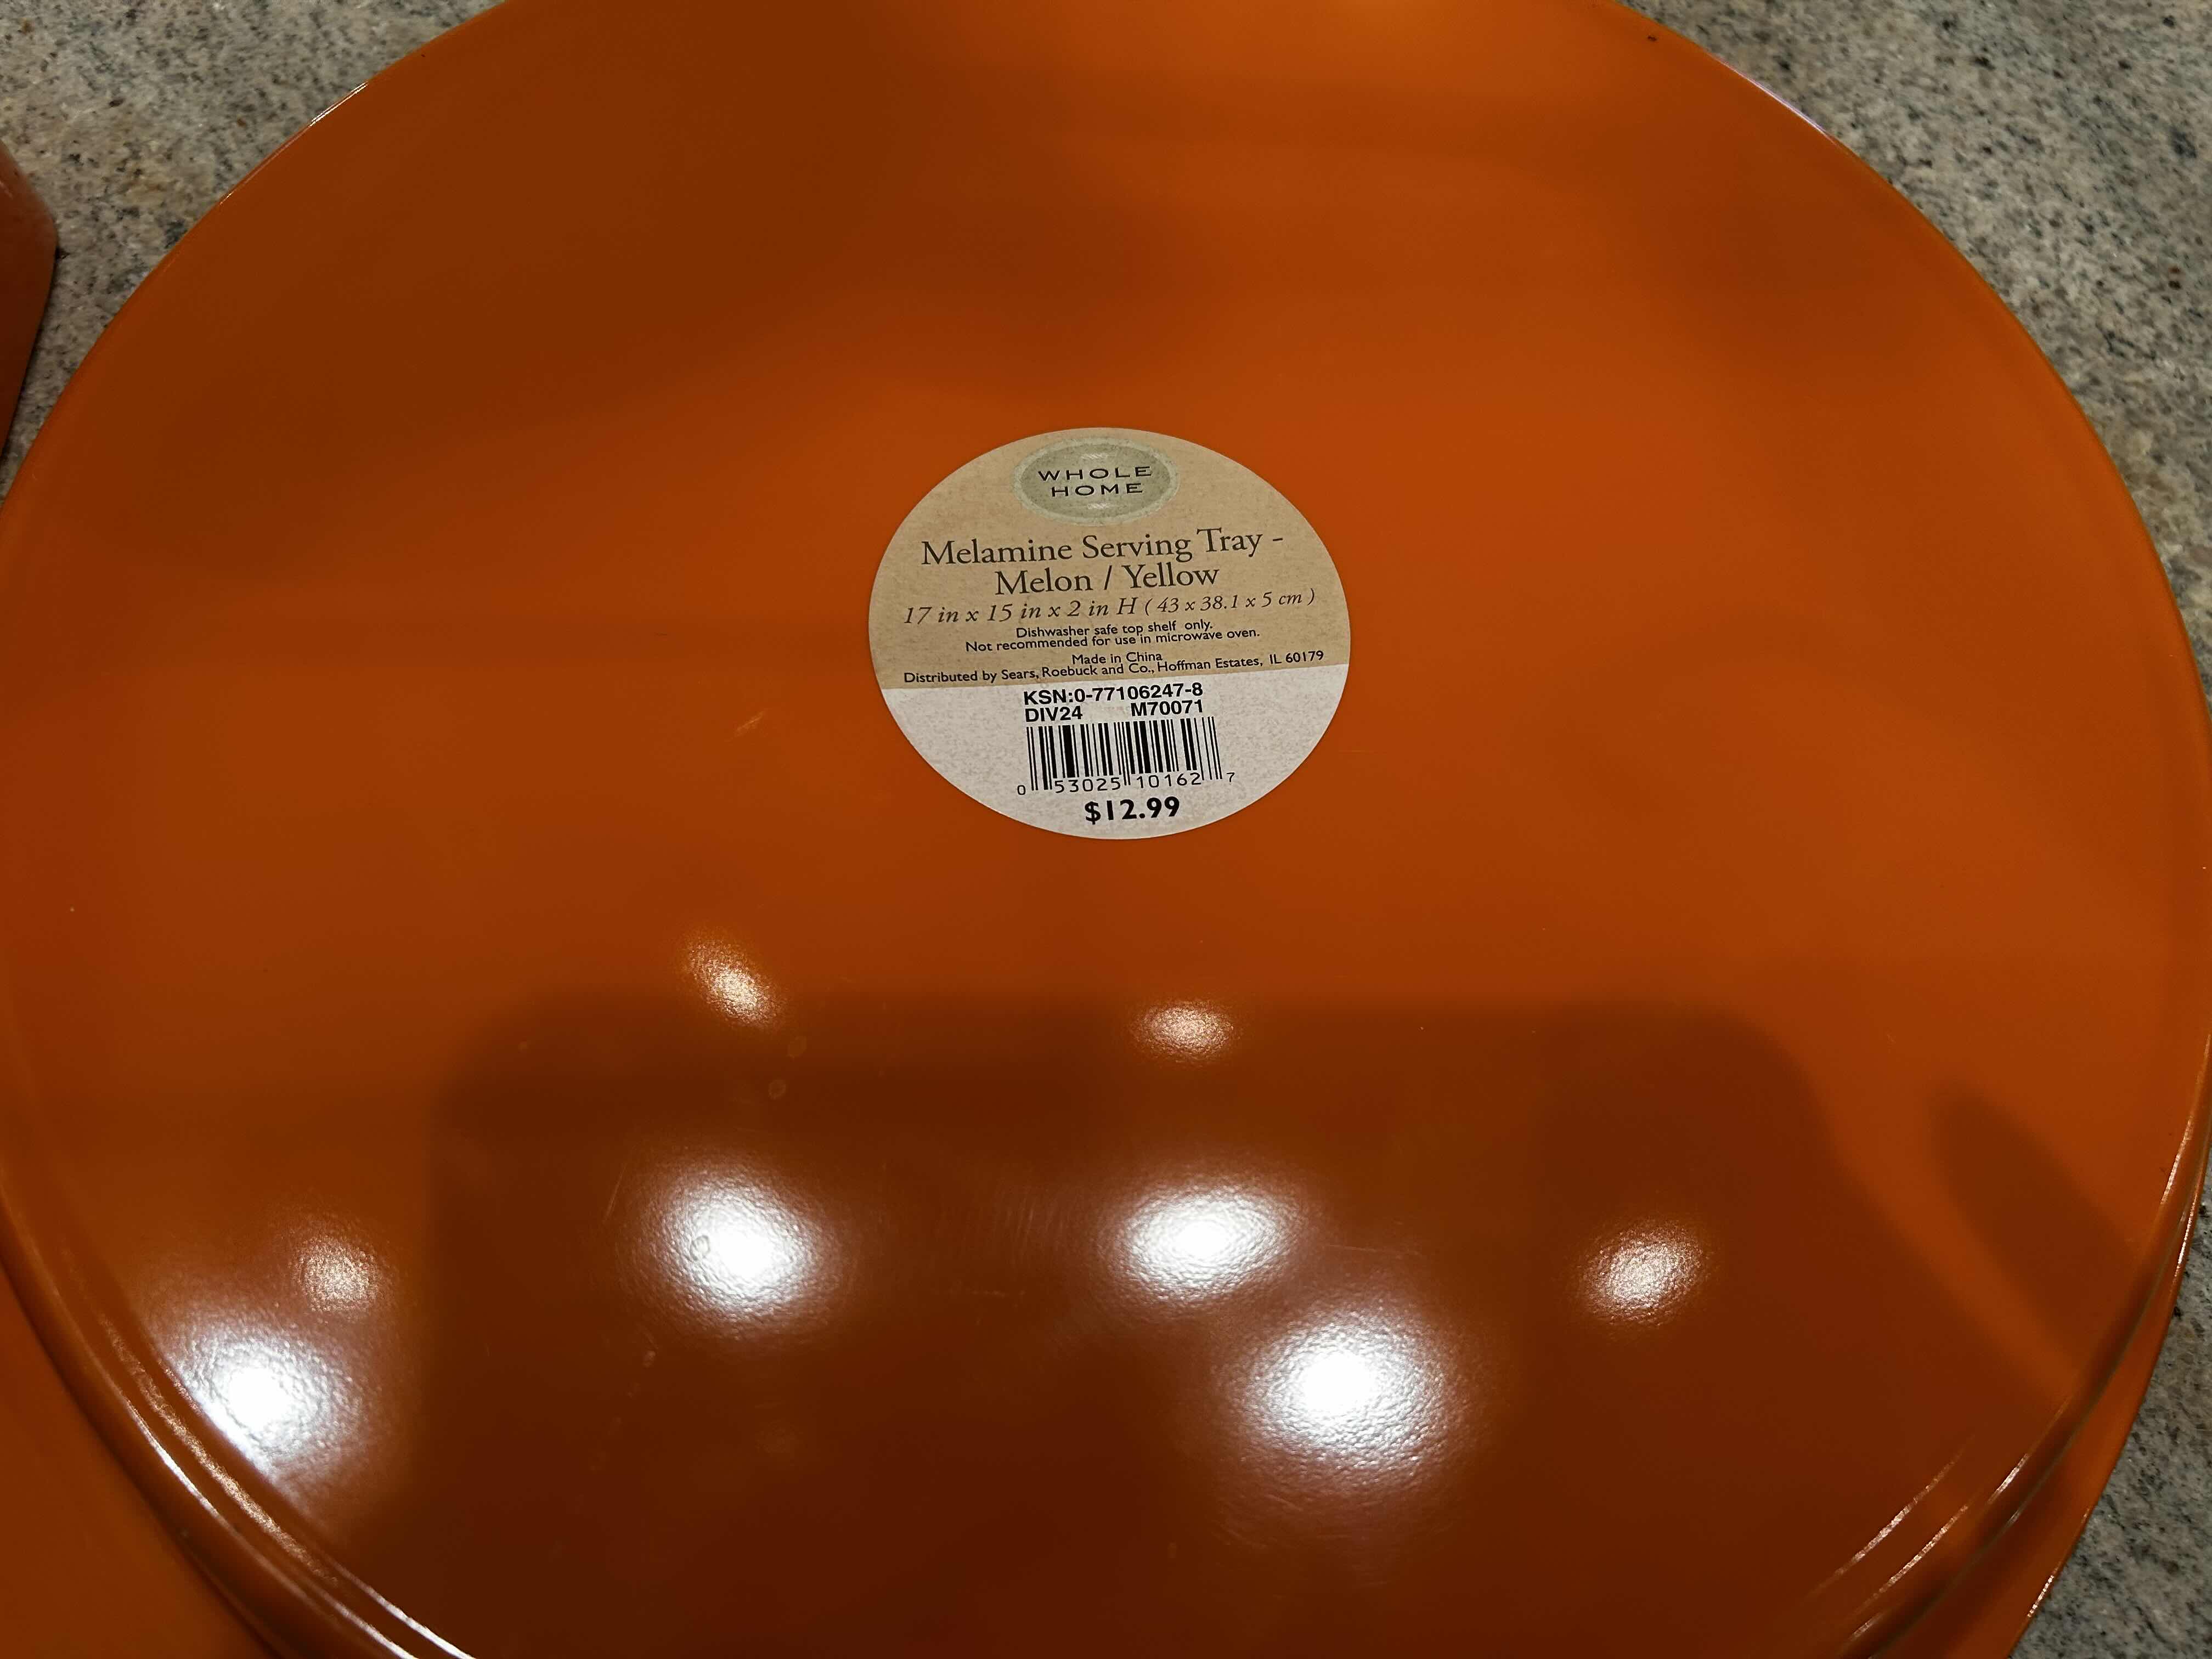 WHOLE
HOME
Melamine Serving Tray -
Melon / Yellow
17 in x 15 in x 2 in H ( 43 x 38.1 x 5 cm )
Dishwasher safe top shelf only.
Not recommended for use in microwave oven.
Made in China
Distributed by Sears, Roebuck and Co., Hoffman Estates, IL 60179
KSN:0-77106247-8
DIV24 M70071
0 53025 10162 7
$12.99